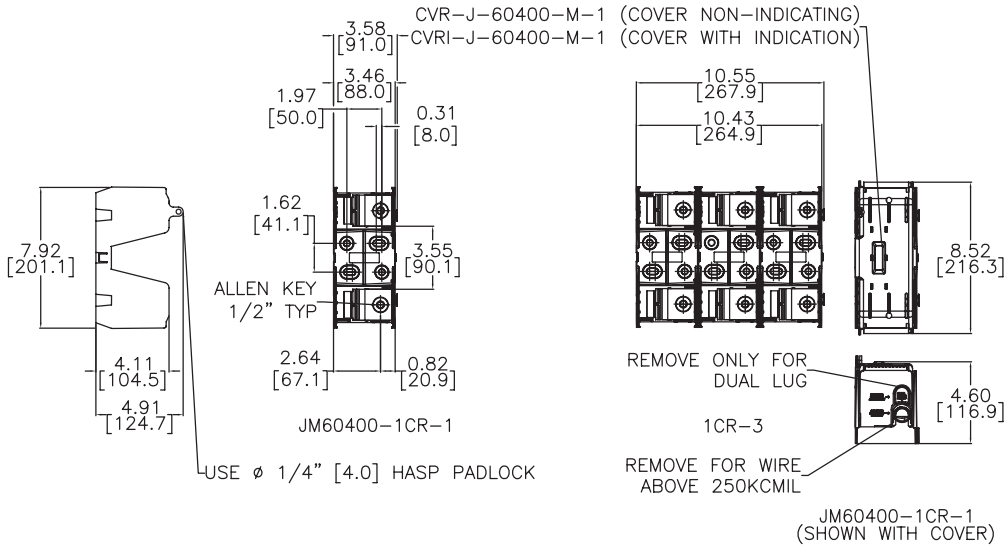 CVR-J-60400-M-1 (COVER NON-INDICATING)
CVRI-J-60400-M-1 (COVER WITH INDICATION)
3.58
[91.0]
3.46
[88.0]
1.97
[50.0]
0.31
[8.0]
10.55
[267.9]
10.43
[264.9]
7.92
[201.1]
1.62
[41.1]
3.55
[90.1]
8.52
[216.3]
ALLEN KEY
1/2" TYP
4.11
[104.5]
4.91
[124.7]
2.64
[67.1]
0.82
[20.9]
REMOVE ONLY FOR
DUAL LUG
4.60
[116.9]
JM60400-1CR-1
1CR-3
USE ø 1/4" [4.0] HASP PADLOCK
REMOVE FOR WIRE
ABOVE 250KCMIL
JM60400-1CR-1
(SHOWN WITH COVER)